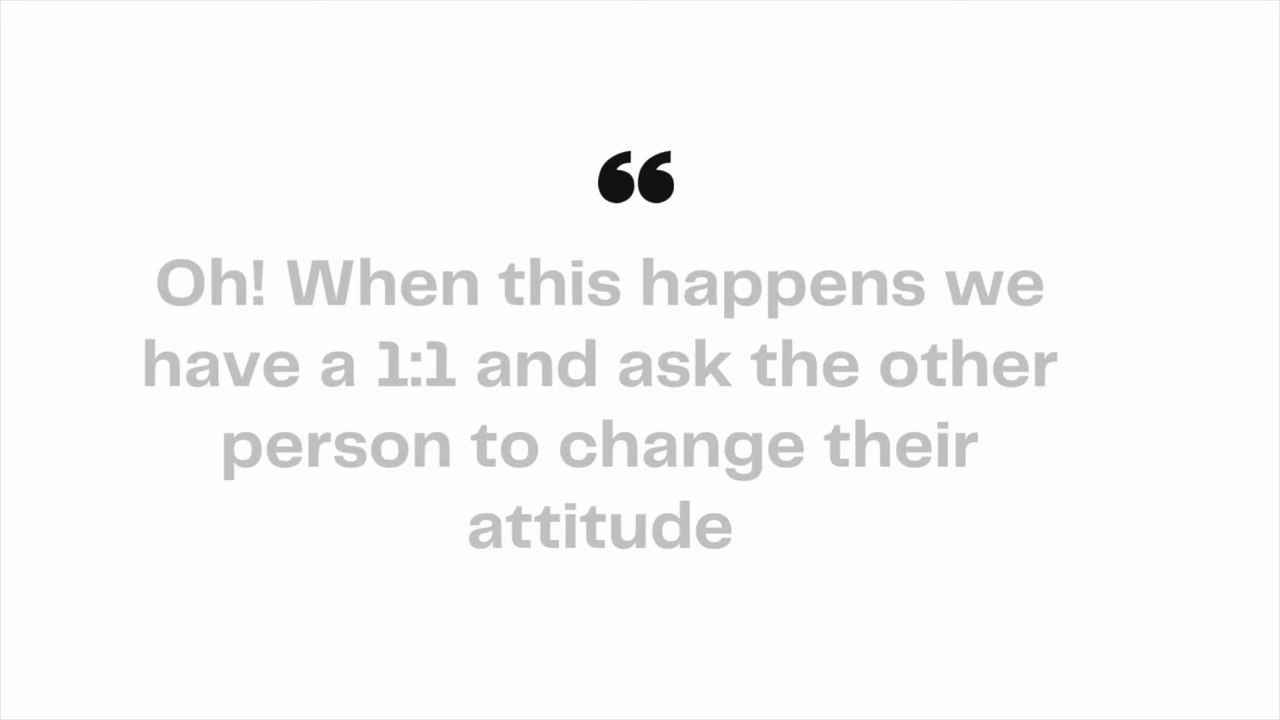 “
Oh! When this happens we
have a 1:1 and ask the other
person to change their
attitude